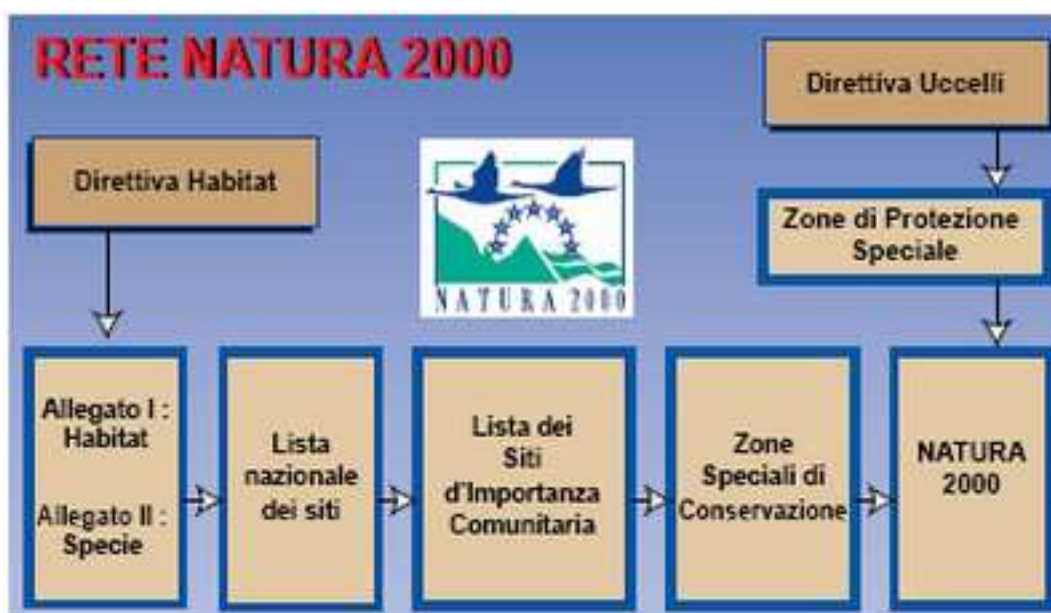 RETE NATURA 2000
Direttiva Uccelli
Direttiva Habitat
Zone di Protezione
Speciale
NATURA 2000
Allegato I :
Habitat
Allegato II :
Specie
Lista
nazionale
dei siti
Lista dei
Siti
d'Importanza
Comunitaria
Zone
Speciali di
Conservazione
NATURA
2000